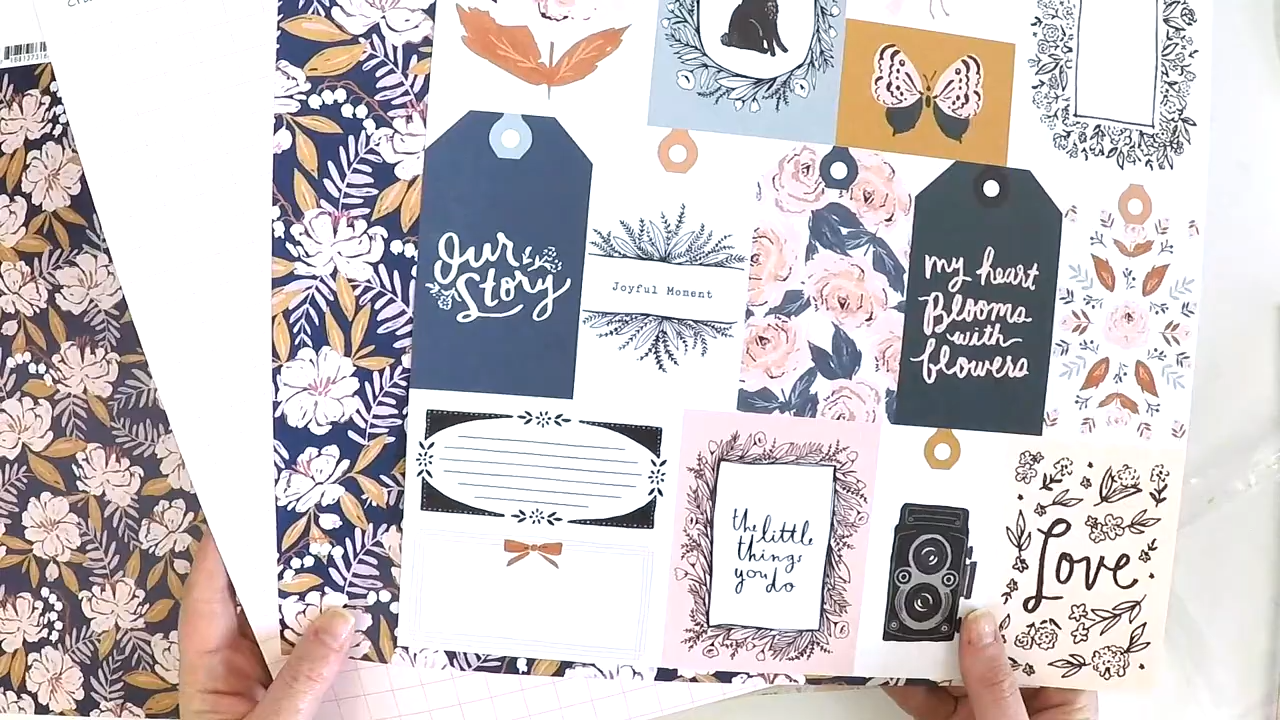 Our
Story
Joyful Moment
my heart
Blooms
with
flowers
the little
things
you do
Love